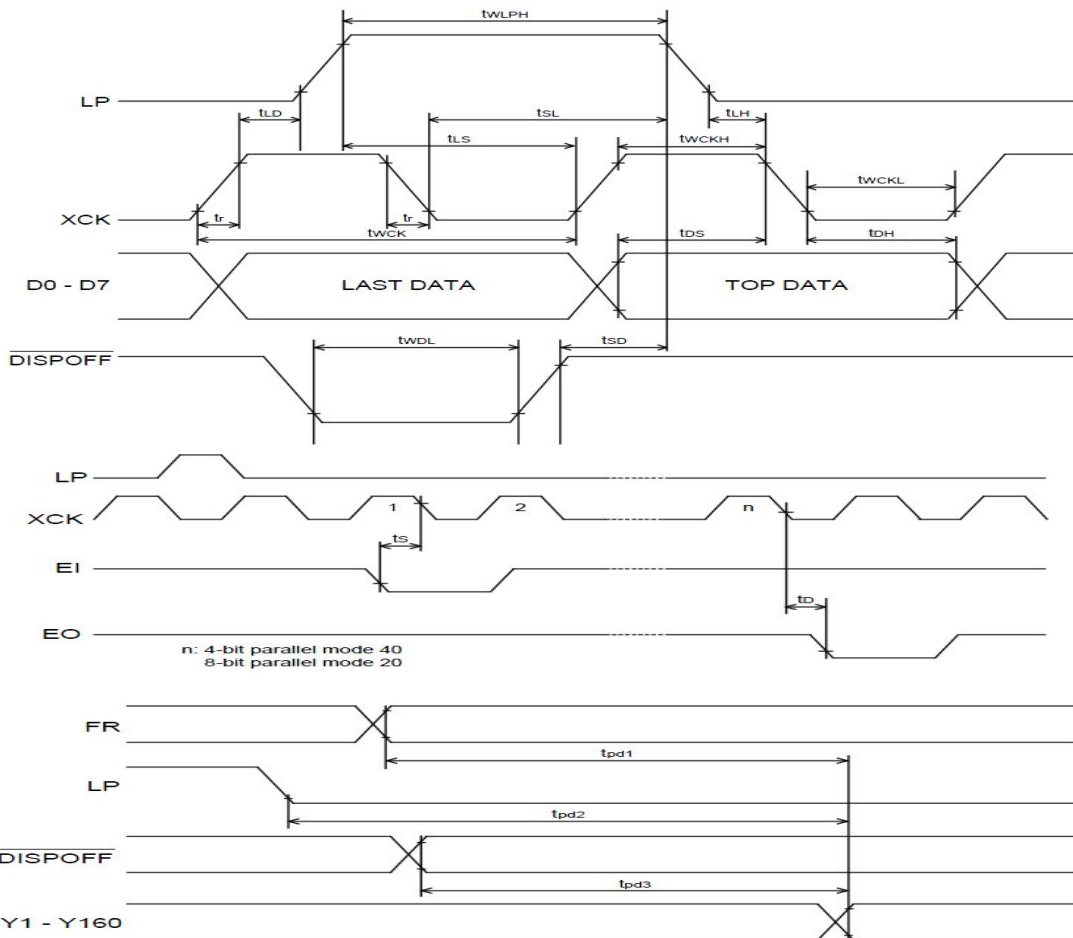 tWLPH
LP
tLD
tSL
tLH
tLS
tWCKH
XCK
tr
tr
tWCKL
tWCK
tDS
tDH
D0 - D7
LAST DATA
TOP DATA
DISPOFF
tWDL
tSD
LP
XCK
1
2
n
ts
EI
tD
EO
n: 4-bit parallel mode 40
8-bit parallel mode 20
FR
tpd1
LP
tpd2
DISPOFF
tpd3
Y1 - Y160